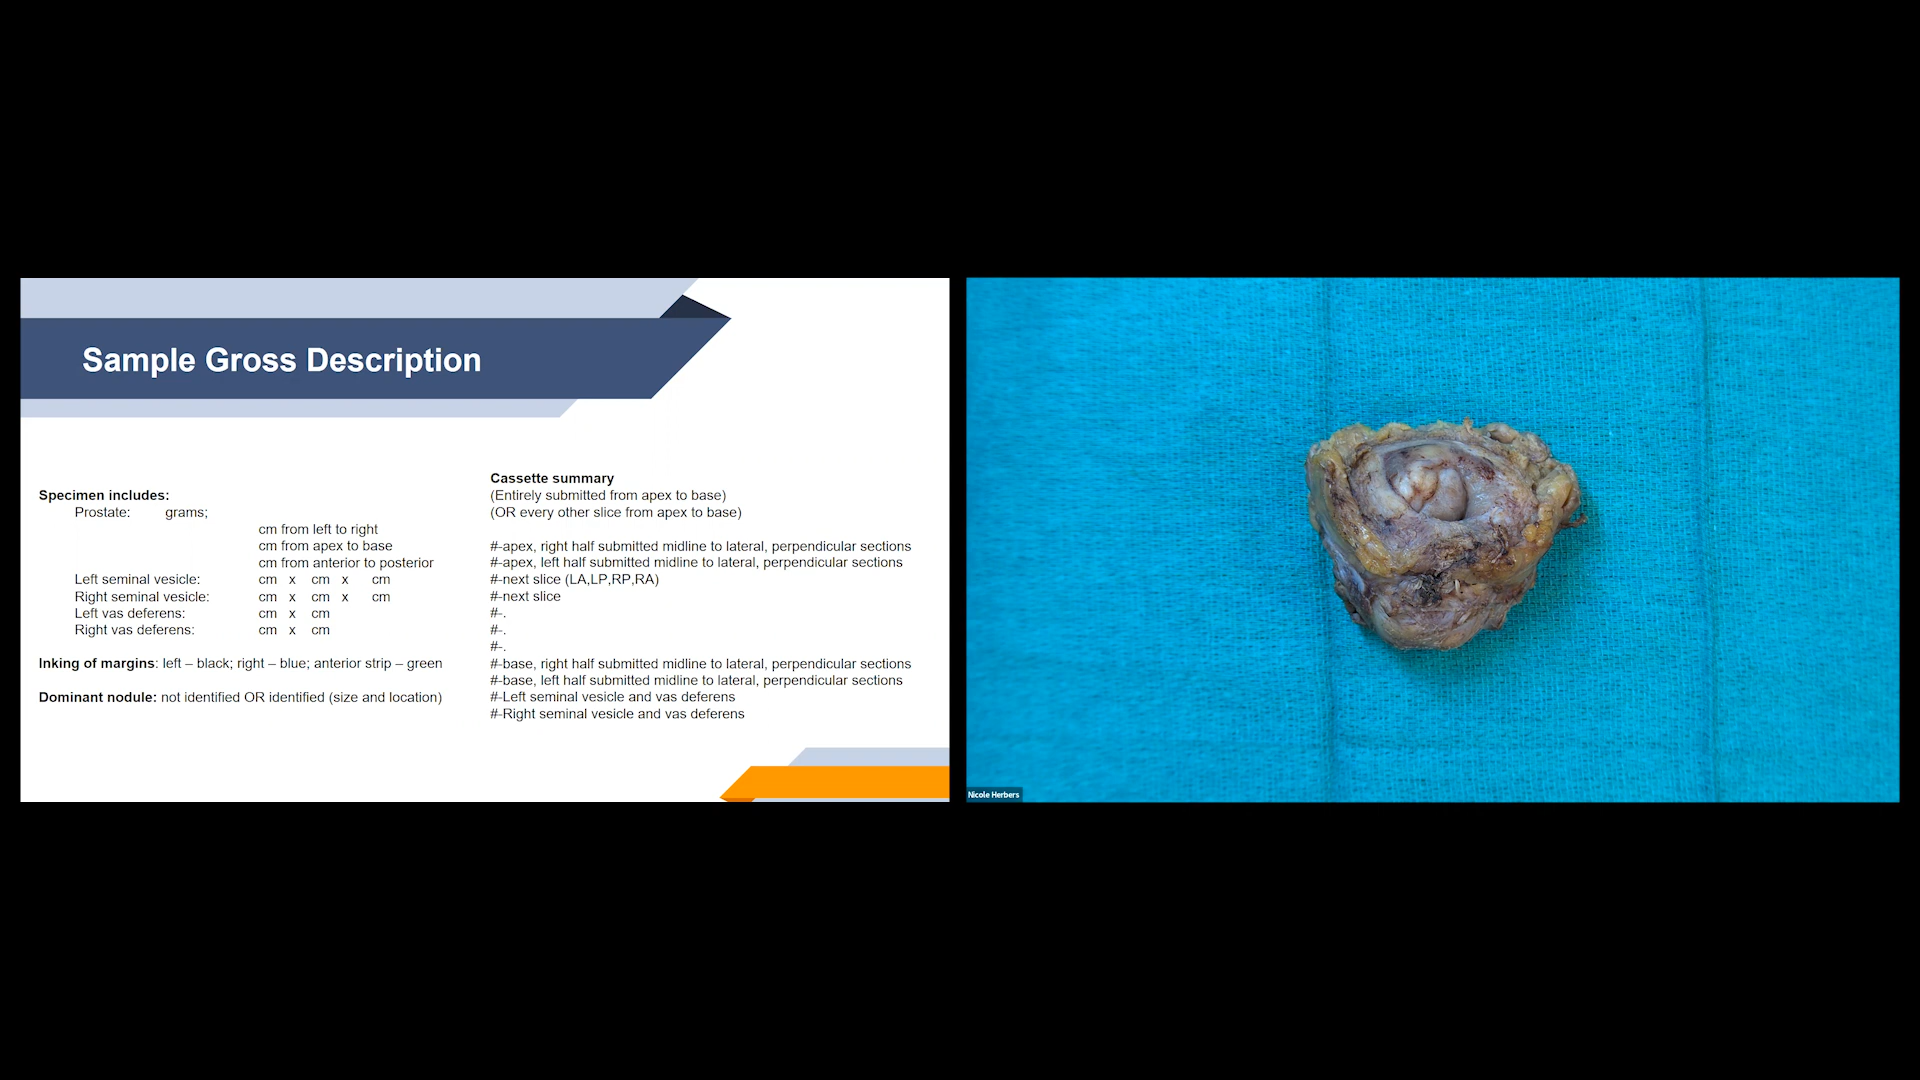 Sample Gross Description
Specimen includes:
Prostate: grams;
cm from left to right
cm from apex to base
cm from anterior to posterior
Left seminal vesicle: cm x cm x cm
Right seminal vesicle: cm x cm x cm
Left vas deferens: cm x cm
Right vas deferens: cm x cm
Inking of margins: left – black; right – blue; anterior strip – green
Dominant nodule: not identified OR identified (size and location)
Cassette summary
(Entirely submitted from apex to base)
(OR every other slice from apex to base)
#-apex, right half submitted midline to lateral, perpendicular sections
#-apex, left half submitted midline to lateral, perpendicular sections
#-next slice (LA,LP,RP,RA)
#-next slice
#-.
#-.
#-.
#-base, right half submitted midline to lateral, perpendicular sections
#-base, left half submitted midline to lateral, perpendicular sections
#-Left seminal vesicle and vas deferens
#-Right seminal vesicle and vas deferens
Nicole Herbers